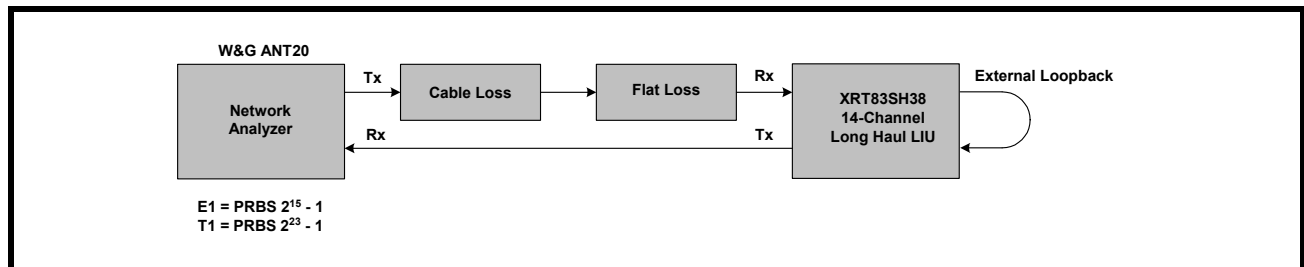 W&G ANT20
Network
Analyzer
Tx
Cable Loss
Flat Loss
Rx
XRT83SH38
14-Channel
Long Haul LIU
External Loopback
Rx
Tx
E1 = PRBS 2¹⁵ - 1
T1 = PRBS 2²³ - 1